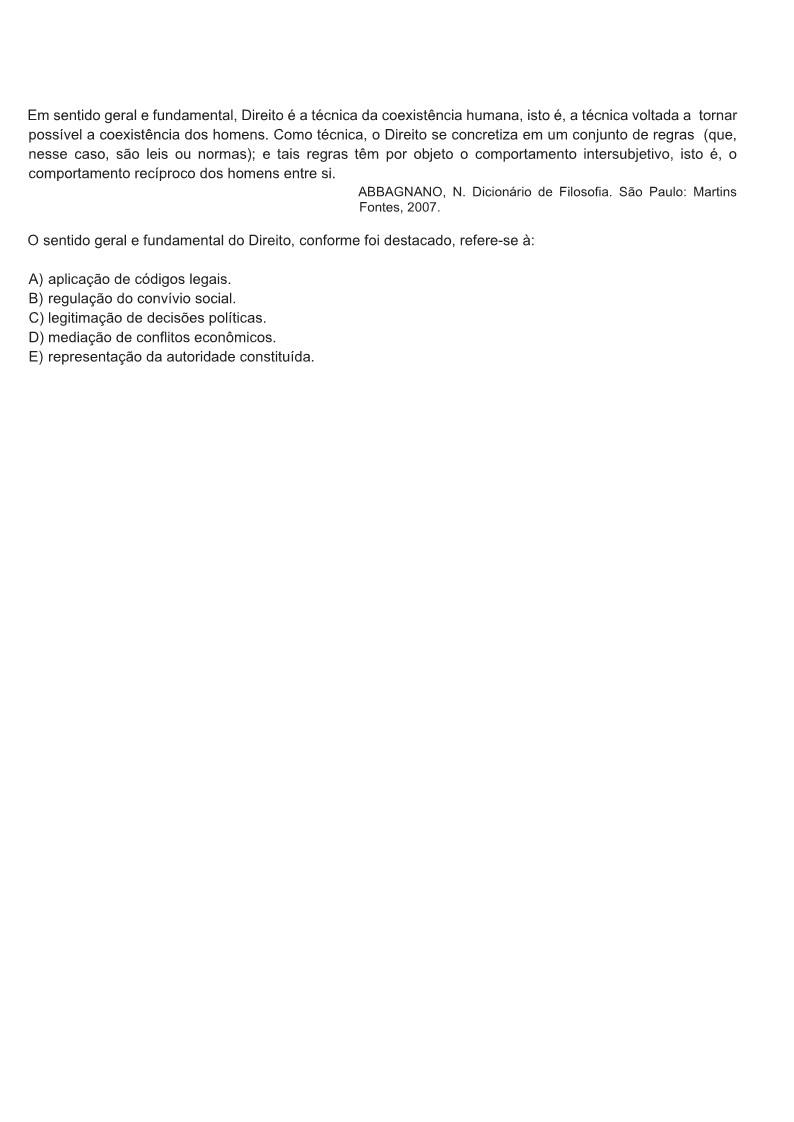 Em sentido geral e fundamental, Direito é a técnica da coexistência humana, isto é, a técnica voltada a tornar
possível a coexistência dos homens. Como técnica, o Direito se concretiza em um conjunto de regras (que,
nesse caso, são leis ou normas); e tais regras têm por objeto o comportamento intersubjetivo, isto é, o
comportamento recíproco dos homens entre si.
ABBAGNANO, N. Dicionário de Filosofia. São Paulo: Martins
Fontes, 2007.
O sentido geral e fundamental do Direito, conforme foi destacado, refere-se à:
A) aplicação de códigos legais.
B) regulação do convívio social.
C) legitimação de decisões políticas.
D) mediação de conflitos econômicos.
E) representação da autoridade constituída.